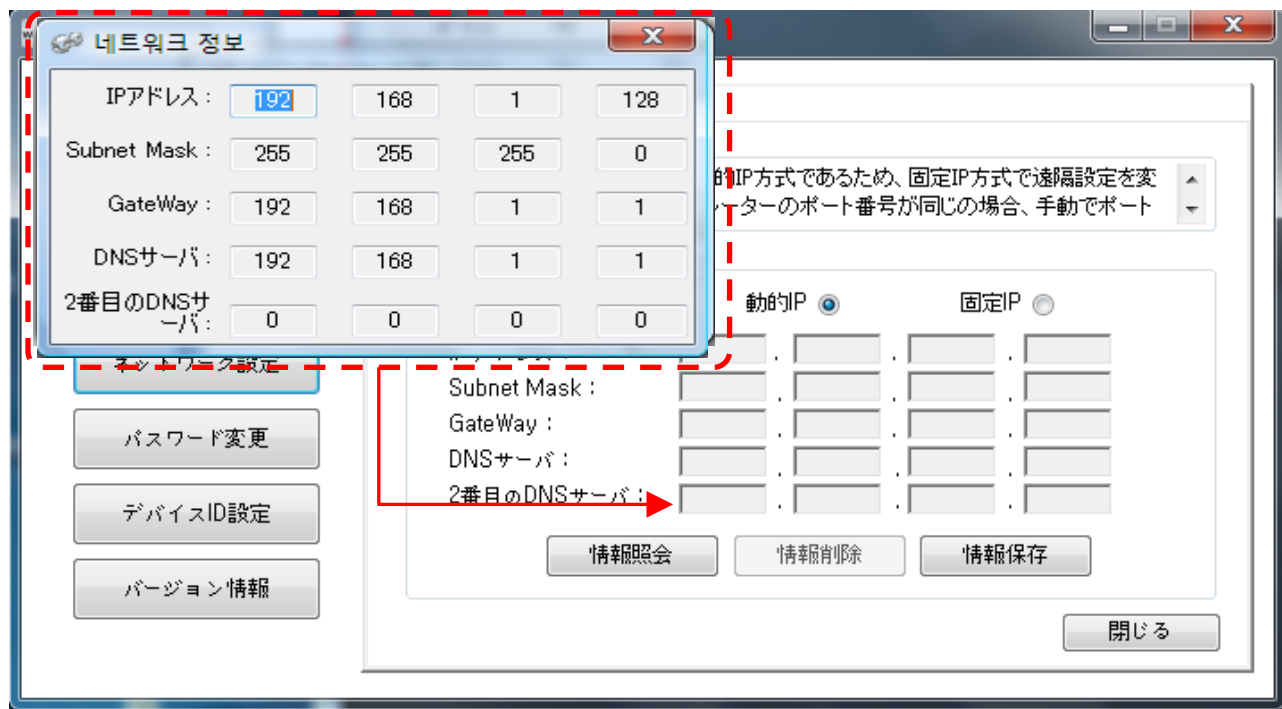 네트워크 정보
IPアドレス : 192 168 1 128
Subnet Mask : 255 255 255 0
GateWay : 192 168 1 1
DNSサーバ : 192 168 1 1
2番目のDNSサ
ーバ : 0 0 0 0
的IP方式であるため、固定IP方式で遠隔設定を変
ーターのポート番号が同じの場合、手動でポート
動的IP 固定IP
ネットワーク設定
パスワード変更
デバイスID設定
バージョン情報
Subnet Mask : . . .
GateWay : . . .
DNSサーバ : . . .
2番目のDNSサーバ : . . .
情報照会 情報削除 情報保存
閉じる